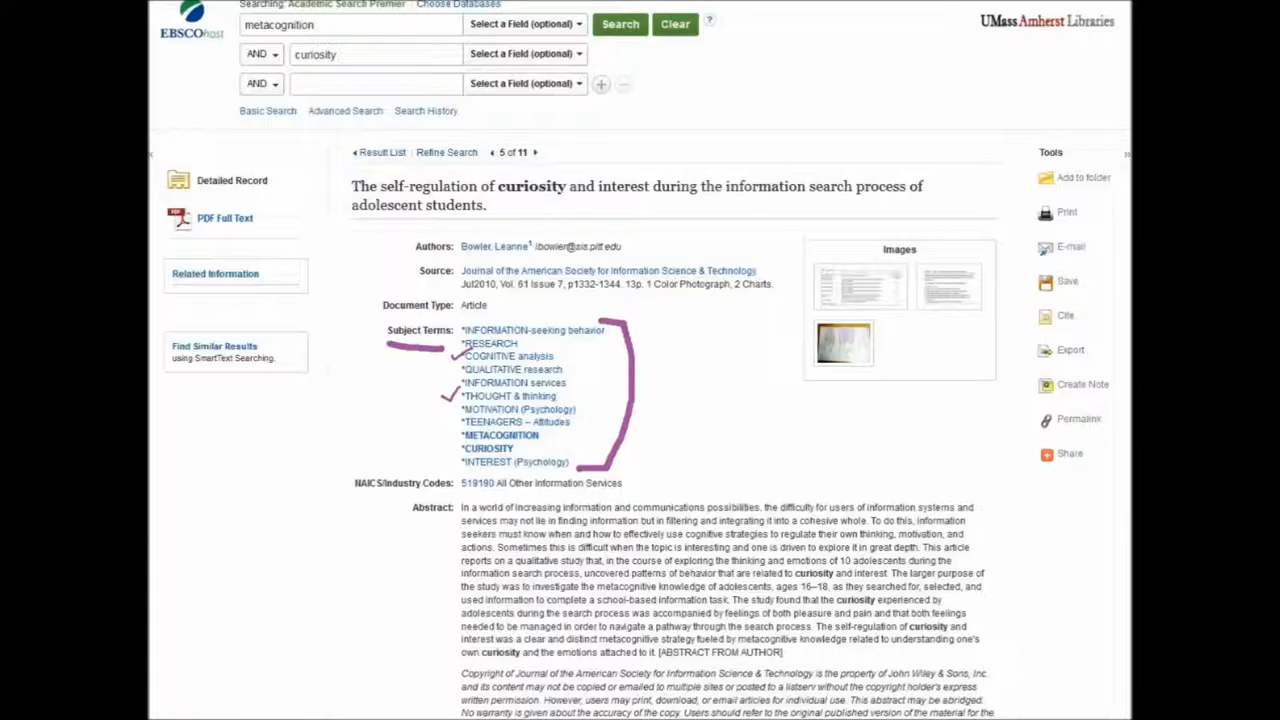 Searching: Academic Search Premier Choose Databases
metacognition Select a Field (optional) Search Clear ?
EBSCOhost
UMass Amherst Libraries
AND curiosity Select a Field (optional)
AND Select a Field (optional)
Basic Search Advanced Search Search History
Result List Refine Search 5 of 11
Tools
Detailed Record
PDF Full Text
Related Information
Find Similar Results
using SmartText Searching.
The self-regulation of curiosity and interest during the information search process of
adolescent students.
Authors: Bowler, Leanne1 lbowler@sis.pitt.edu
Source: Journal of the American Society for Information Science & Technology
Jul2010, Vol. 61 Issue 7, p1332-1344. 13p. 1 Color Photograph, 2 Charts.
Document Type: Article
Subject Terms: *INFORMATION-seeking behavior
*RESEARCH
*COGNITIVE analysis
*QUALITATIVE research
*INFORMATION services
*THOUGHT & thinking
*MOTIVATION (Psychology)
*TEENAGERS -- Attitudes
*METACOGNITION
*CURIOSITY
*INTEREST (Psychology)
NAICS/Industry Codes: 519190 All Other Information Services
Abstract: In a world of increasing information and communications possibilities, the difficulty for users of information systems and
services may not lie in finding information but in filtering and integrating it into a cohesive whole. To do this, information
seekers must know when and how to effectively use cognitive strategies to regulate their own thinking, motivation, and
actions. Sometimes this is difficult when the topic is interesting and one is driven to explore it in great depth. This article
reports on a qualitative study that, in the course of exploring the thinking and emotions of 10 adolescents during the
information search process, uncovered patterns of behavior that are related to curiosity and interest. The larger purpose of
the study was to investigate the metacognitive knowledge of adolescents, ages 16–18, as they searched for, selected, and
used information to complete a school-based information task. The study found that the curiosity experienced by
adolescents during the search process was accompanied by feelings of both pleasure and pain and that both feelings
needed to be managed in order to navigate a pathway through the search process. The self-regulation of curiosity and
interest was a clear and distinct metacognitive strategy fueled by metacognitive knowledge related to understanding one's
own curiosity and the emotions attached to it. [ABSTRACT FROM AUTHOR]
Copyright of Journal of the American Society for Information Science & Technology is the property of John Wiley & Sons, Inc.
and its content may not be copied or emailed to multiple sites or posted to a listserv without the copyright holder's express
written permission. However, users may print, download, or email articles for individual use. This abstract may be abridged.
No warranty is given about the accuracy of the copy. Users should refer to the original published version of the material for the
Images
Add to folder
Print
E-mail
Save
Cite
Export
Create Note
Permalink
Share